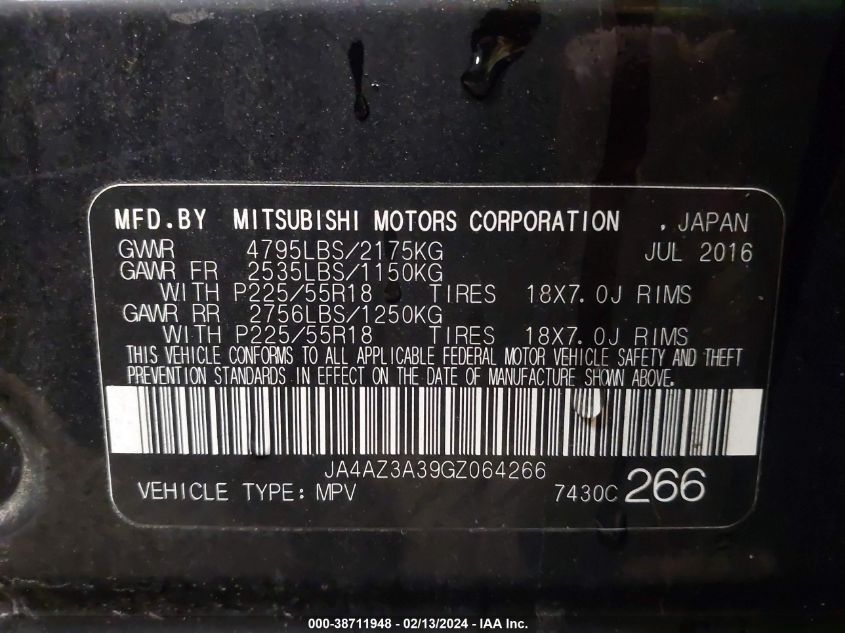 MFD.BY MITSUBISHI MOTORS CORPORATION , JAPAN
GWWR 4795LBS/2175KG JUL 2016
GAWR FR 2535LBS/1150KG
WITH P225/55R18 TIRES 18X7.0J RIMS
GAWR RR 2756LBS/1250KG
WITH P225/55R18 TIRES 18X7.0J RIMS
THIS VEHICLE CONFORMS TO ALL APPLICABLE FEDERAL MOTOR VEHICLE SAFETY AND THEFT
PREVENTION STANDARDS IN EFFECT ON THE DATE OF MANUFACTURE SHOWN ABOVE.
JA4AZ3A39GZ064266
VEHICLE TYPE: MPV 7430C 266
000-38711948 - 02/13/2024 - IAA Inc.